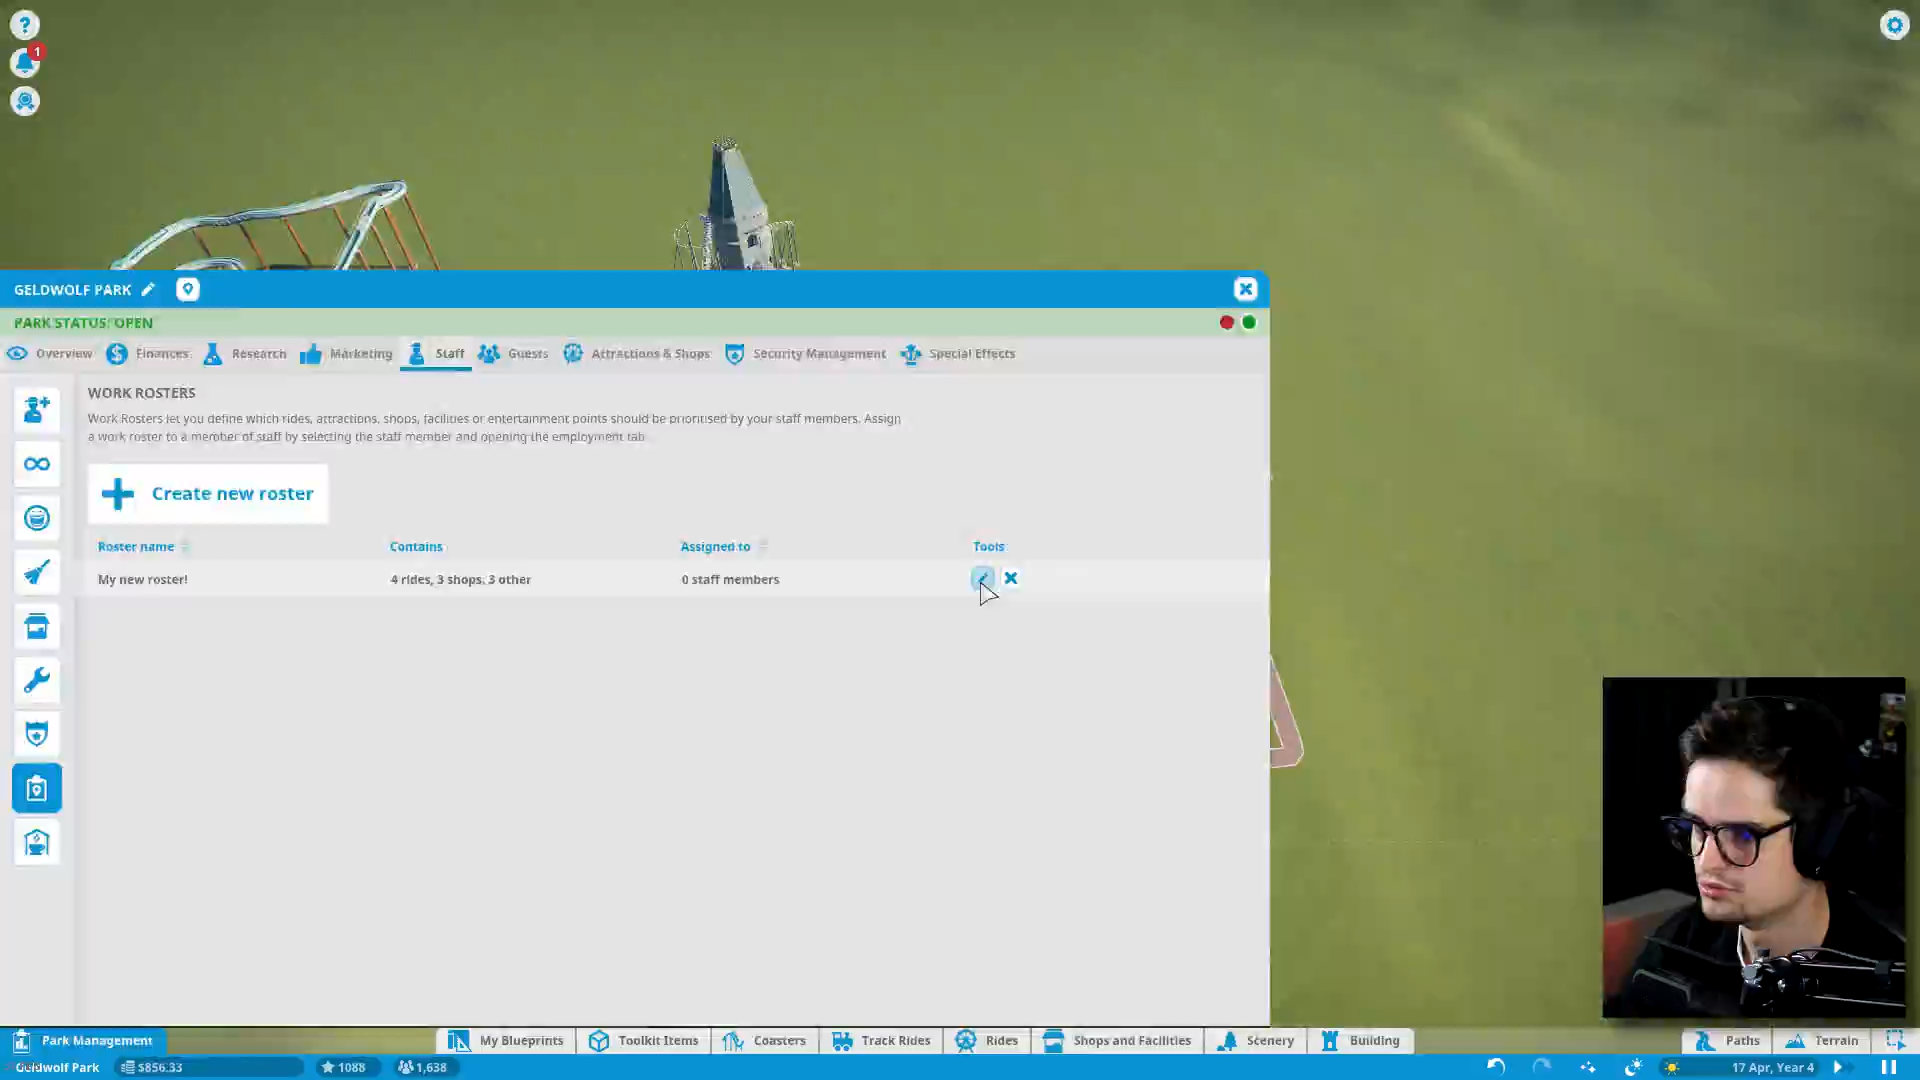 ?
1
GELDWOLF PARK
PARK STATUS: OPEN
Overview Finances Research Marketing Staff Guests Attractions & Shops Security Management Special Effects
WORK ROSTERS
Work Rosters let you define which rides, attractions, shops, facilities or entertainment points should be prioritised by your staff members. Assign
a work roster to a member of staff by selecting the staff member and opening the employment tab
Create new roster
Roster name Contains Assigned to Tools
My new roster! 4 rides, 3 shops, 3 other 0 staff members
Park Management My Blueprints Toolkit Items Coasters Track Rides Rides Shops and Facilities Scenery Building Paths Terrain
Geldwolf Park $856.33 1088 1,638 17 Apr, Year 4